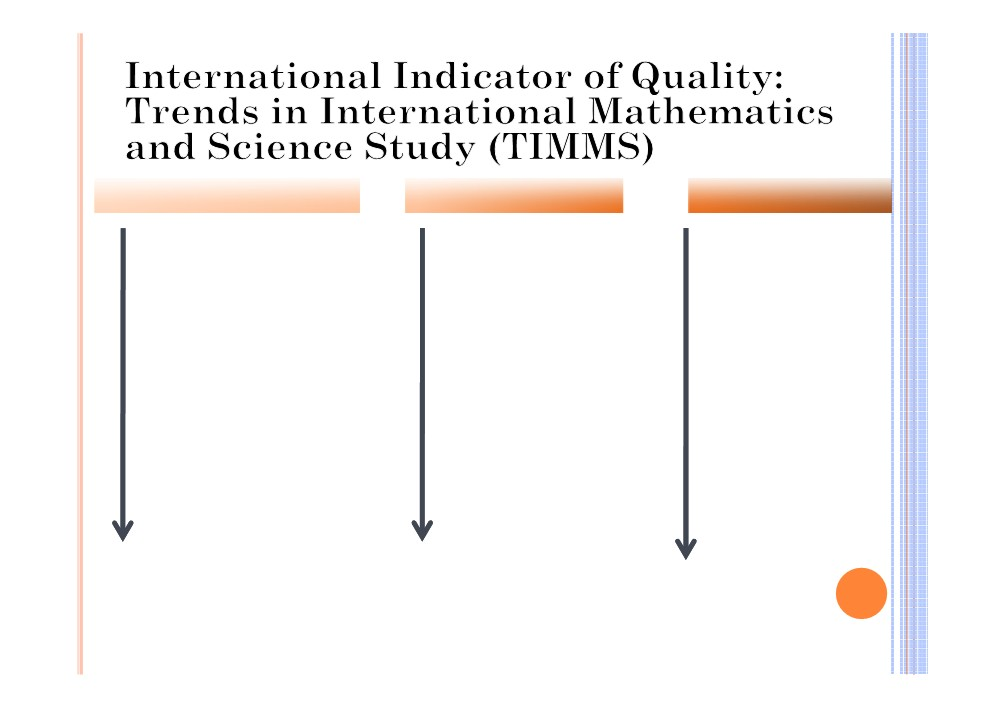 International Indicator of Quality:
Trends in International Mathematics
and Science Study (TIMMS)